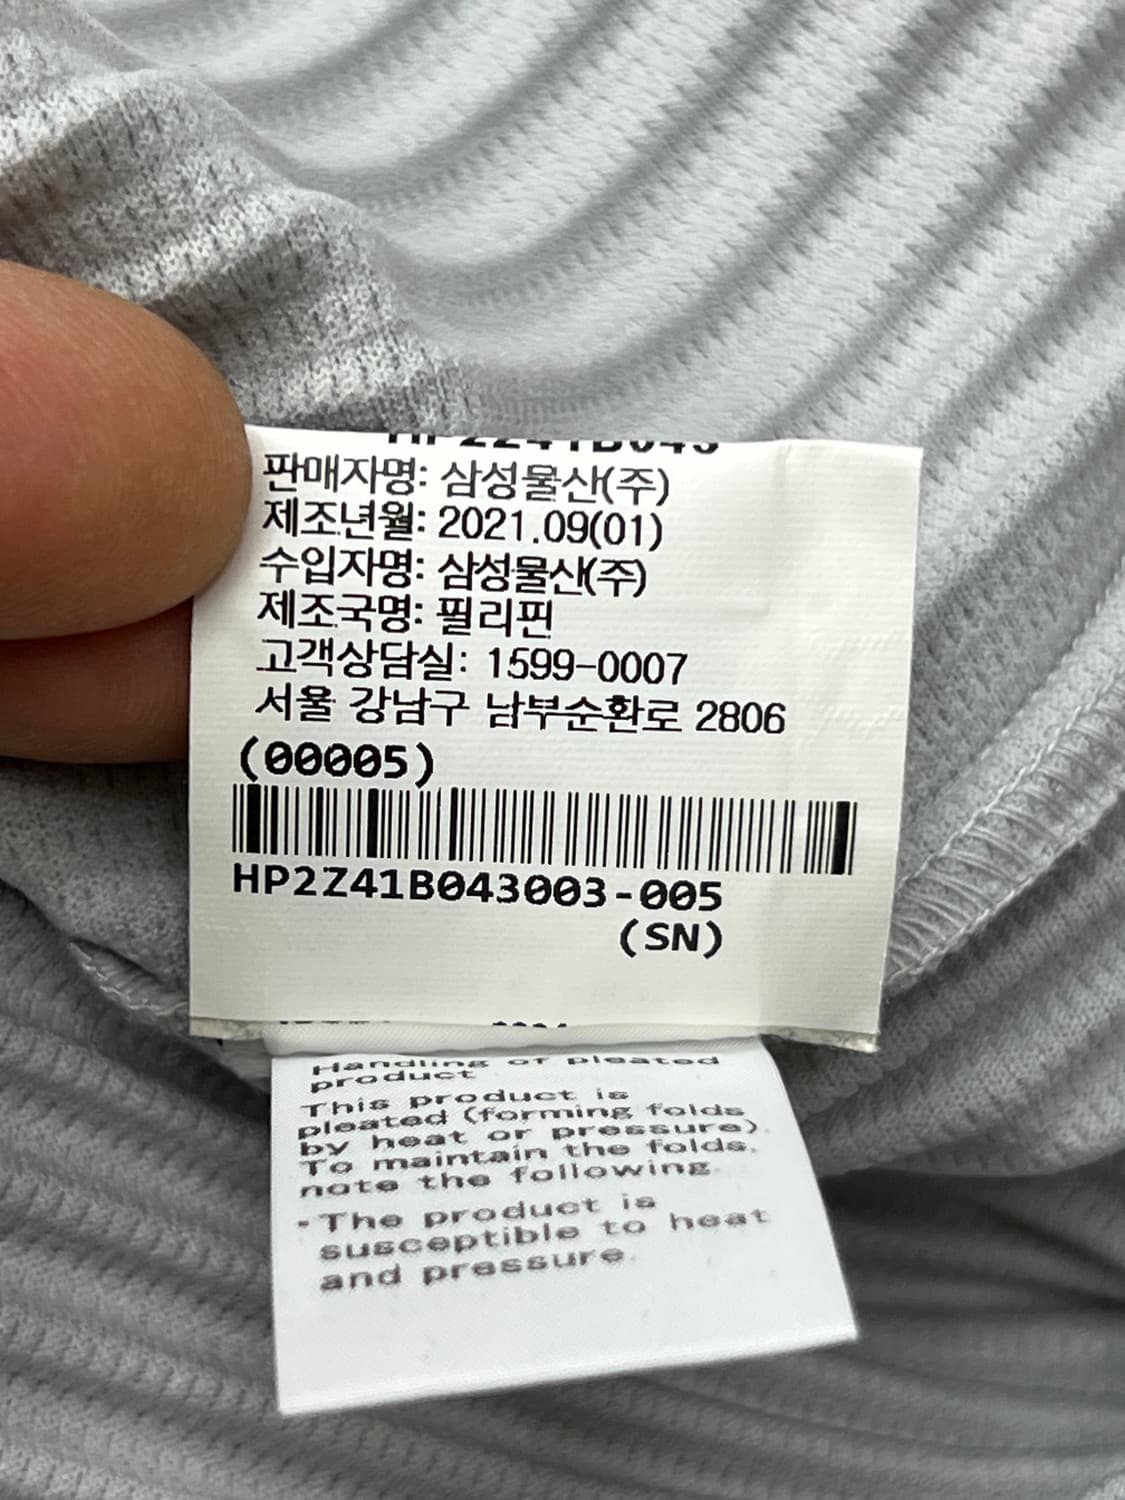 HP2Z41B043
판매자명: 삼성물산(주)
제조년월: 2021.09(01)
수입자명: 삼성물산(주)
제조국명: 필리핀
고객상담실: 1599-0007
서울 강남구 남부순환로 2806
(00005)
HP2Z41B043003-005
(SN)
Handling of pleated
product
This product is
pleated (forming folds
by heat or pressure).
To maintain the folds,
note the following.
-The product is
susceptible to heat
and pressure.